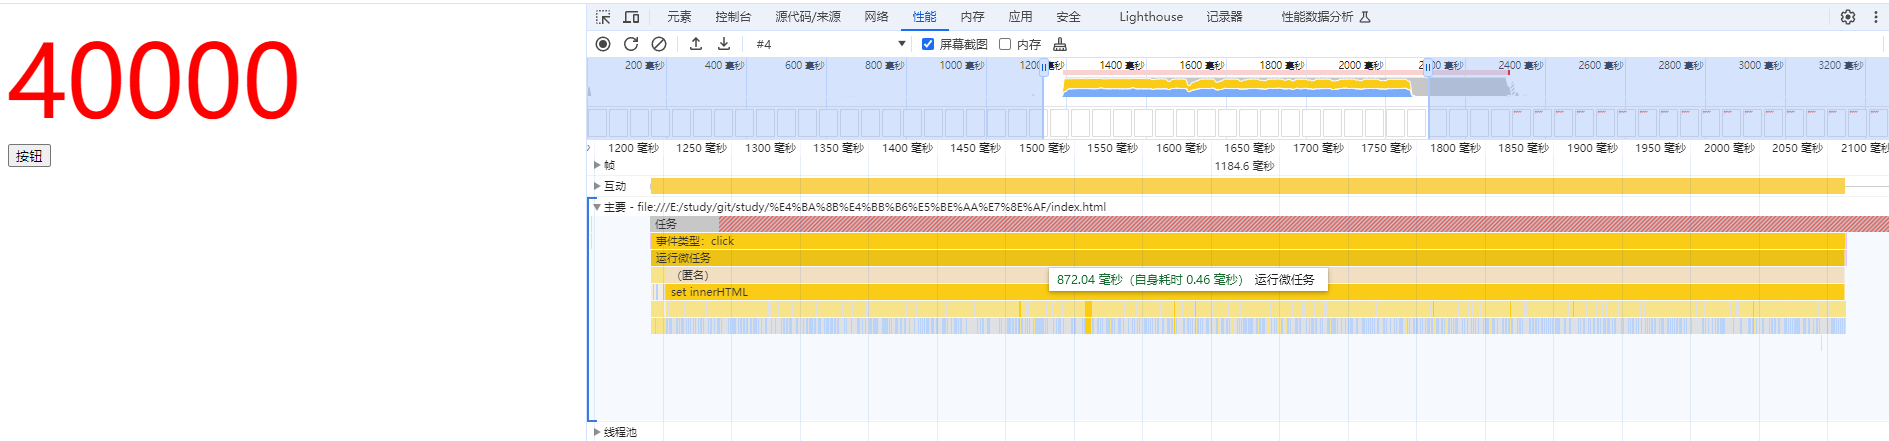 40000
按钮
元素 控制台 源代码/来源 网络 性能 内存 应用 安全 Lighthouse 记录器 性能数据分析
#4 屏幕截图 内存
200 毫秒 400 毫秒 600 毫秒 800 毫秒 1000 毫秒 1200 毫秒 1400 毫秒 1600 毫秒 1800 毫秒 2000 毫秒 2200 毫秒 2400 毫秒 2600 毫秒 2800 毫秒 3000 毫秒 3200 毫秒
1200 毫秒 1250 毫秒 1300 毫秒 1350 毫秒 1400 毫秒 1450 毫秒 1500 毫秒 1550 毫秒 1600 毫秒 1650 毫秒 1700 毫秒 1750 毫秒 1800 毫秒 1850 毫秒 1900 毫秒 1950 毫秒 2000 毫秒 2050 毫秒 2100 毫秒
帧 1184.6 毫秒
互动
主要 - file:///E:/study/git/study/%E4%BA%8B%E4%BB%B6%E5%BE%AA%E7%8E%AF/index.html
任务
事件类型：click
运行微任务
（匿名）
872.04 毫秒（自身耗时 0.46 毫秒） 运行微任务
set innerHTML
线程池